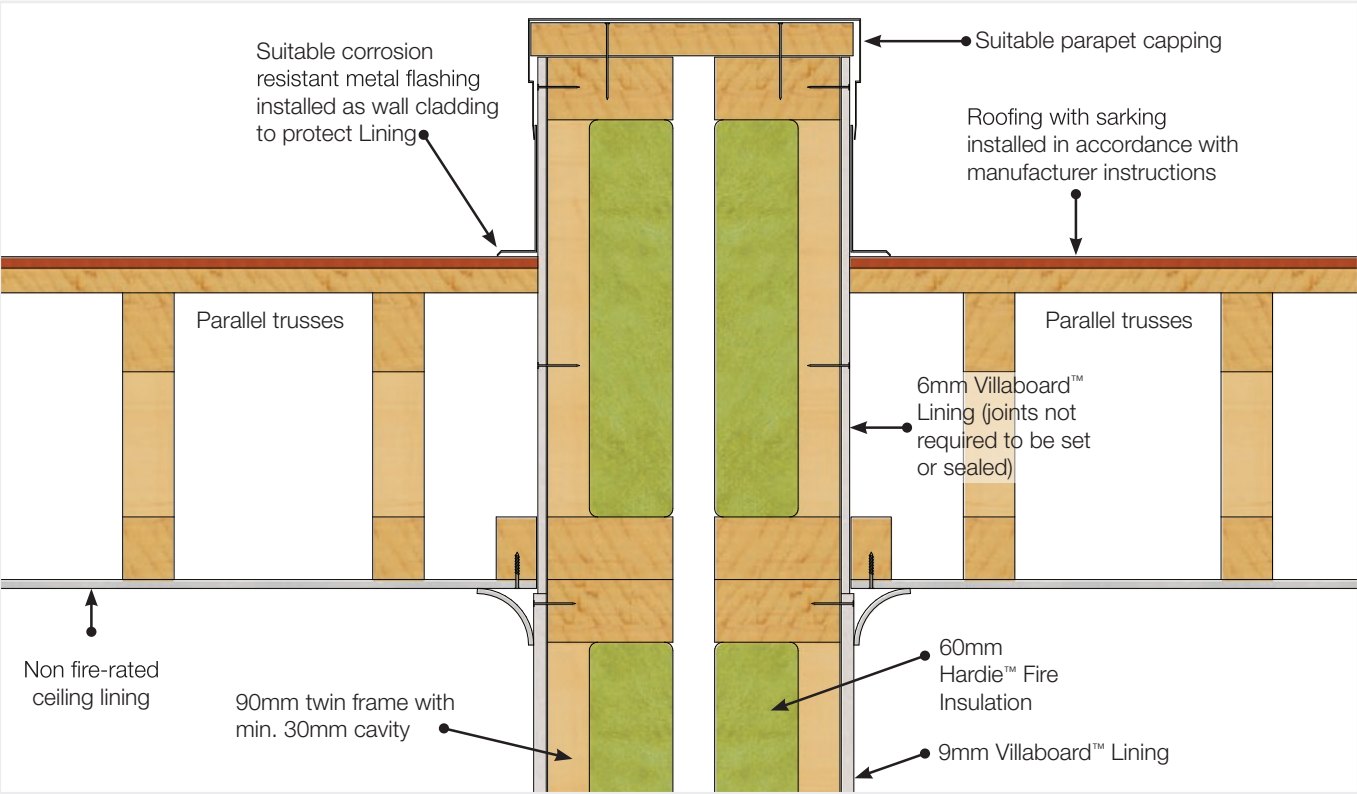 Suitable corrosion
resistant metal flashing
installed as wall cladding
to protect Lining
Suitable parapet capping
Roofing with sarking
installed in accordance with
manufacturer instructions
Parallel trusses
Parallel trusses
6mm Villaboard™
Lining (joints not
required to be set
or sealed)
Non fire-rated
ceiling lining
90mm twin frame with
min. 30mm cavity
60mm
Hardie™ Fire
Insulation
9mm Villaboard™ Lining